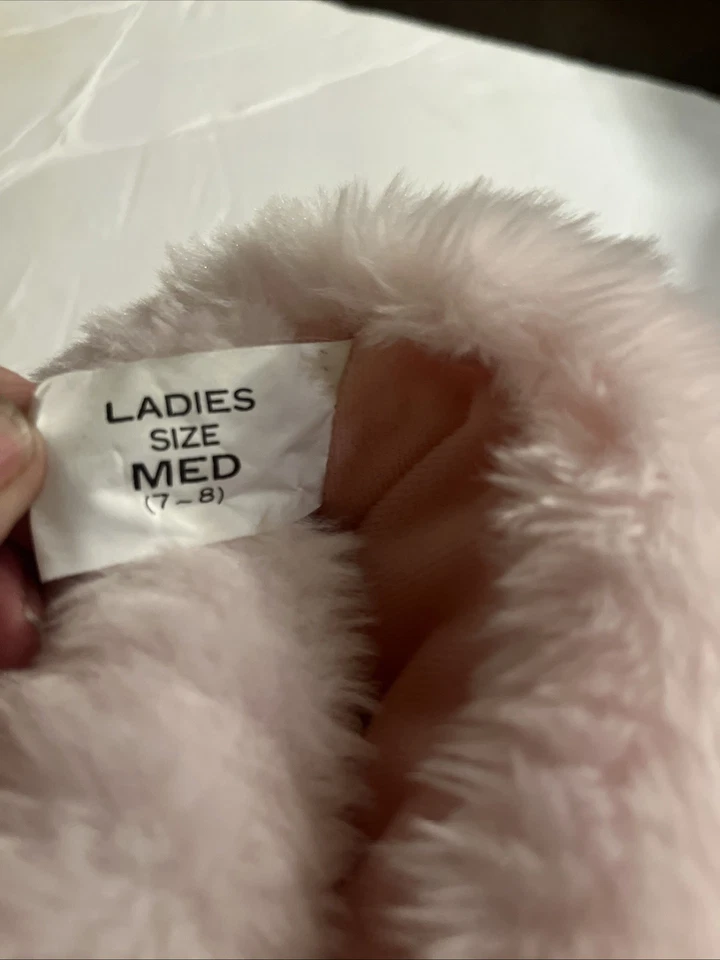 LADIES
SIZE
MED
(7~8)